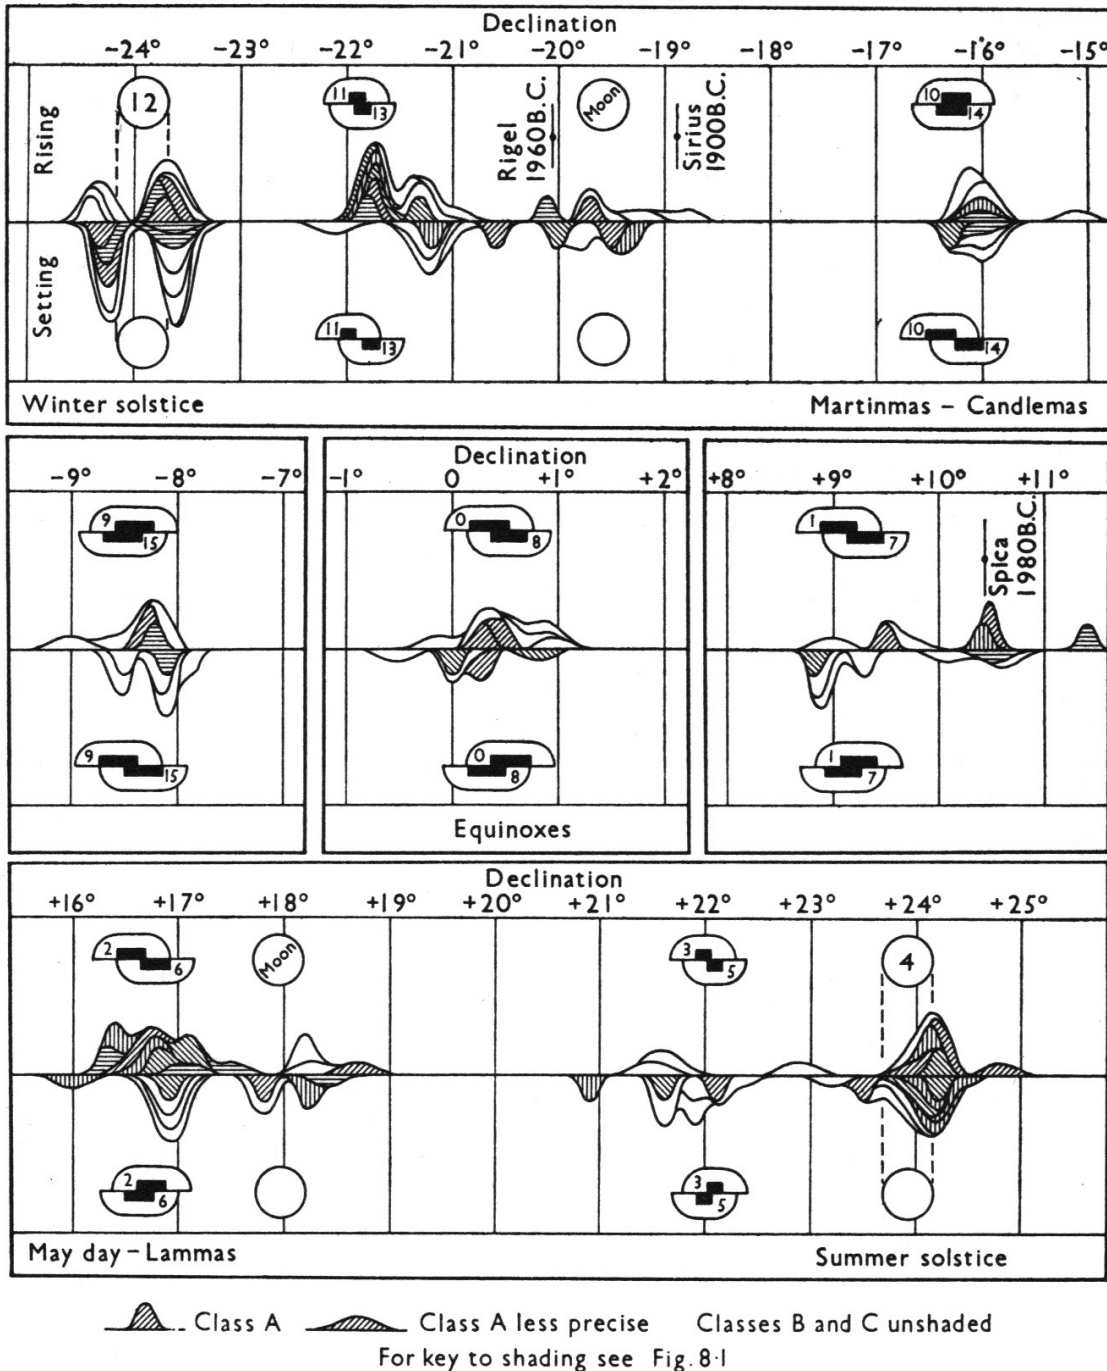 Declination
-24° -23° -22° -21° -20° -19° -18° -17° -16° -15°
Rising
12
11
13
Rigel
1960B.C.
Moon
Sirius
1900B.C.
10
14
Setting
11
13
10
14
Winter solstice
Martinmas – Candlemas
-9° -8° -7°
9
15
9
15
Declination
-1° 0 +1° +2°
0
8
0
8
Equinoxes
+8° +9° +10° +11°
1
7
Spica
1980B.C.
1
7
Declination
+16° +17° +18° +19° +20° +21° +22° +23° +24° +25°
2
6
Moon
3
5
4
2
6
3
5
May day – Lammas
Summer solstice
Class A
Class A less precise
Classes B and C unshaded
For key to shading see Fig. 8·1